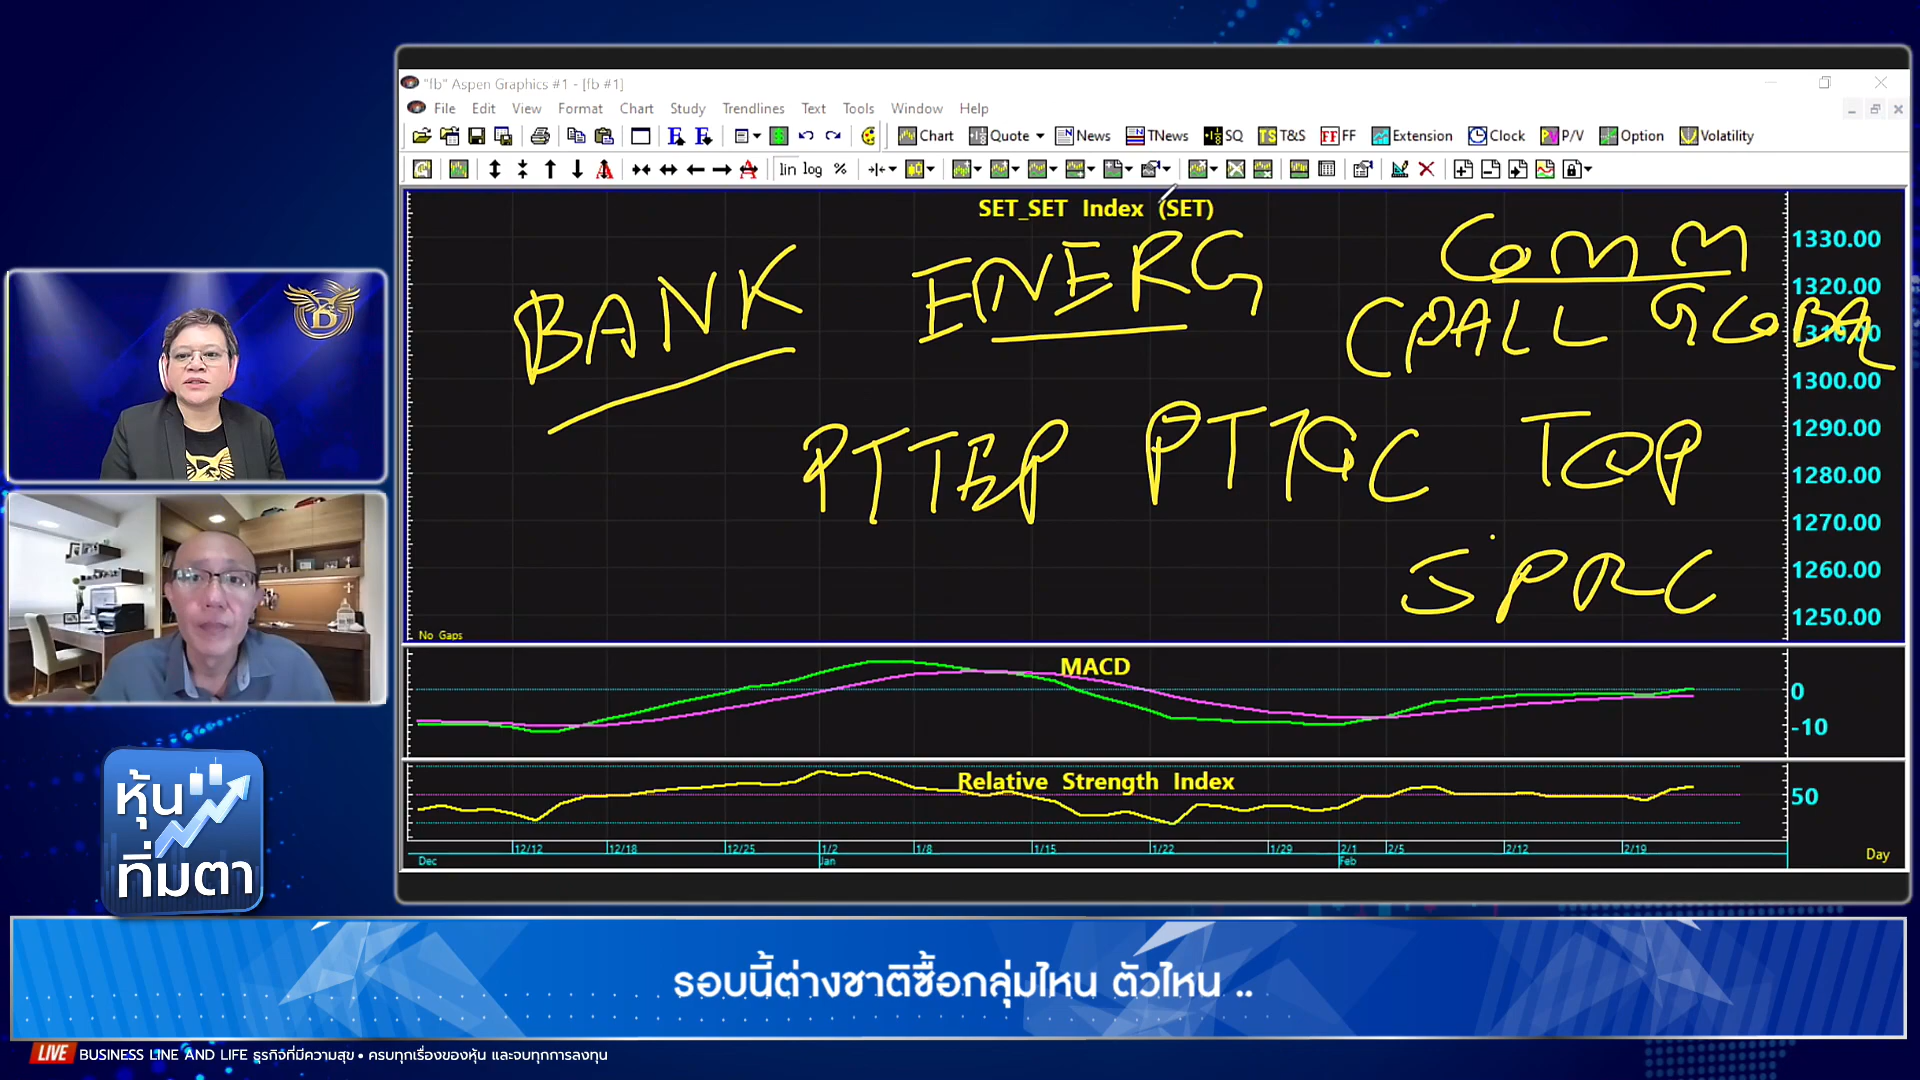 "fb" Aspen Graphics #1 - [fb #1]
File Edit View Format Chart Study Trendlines Text Tools Window Help
Chart Quote News TNews SQ TS T&S FF FF Extension Clock P/V Option Volatility
lin log %
SET_SET Index (SET)
BANK ENERG COMM
CPALL GLOBAL
PTTEP PTTGC TOP
SPRC
1330.00
1320.00
1310.00
1300.00
1290.00
1280.00
1270.00
1260.00
1250.00
No Gaps
MACD
0
-10
Relative Strength Index
50
12/12 12/18 12/25 1/2 1/8 1/15 1/22 1/29 2/1 2/5 2/12 2/19
Dec Jan Feb
Day
หุ้น
ทิ่มตา
รอบนี้ต่างชาติซื้อกลุ่มไหน ตัวไหน ..
LIVE BUSINESS LINE AND LIFE ธุรกิจที่มีความสุข • ครบทุกเรื่องของหุ้น และจบทุกการลงทุน